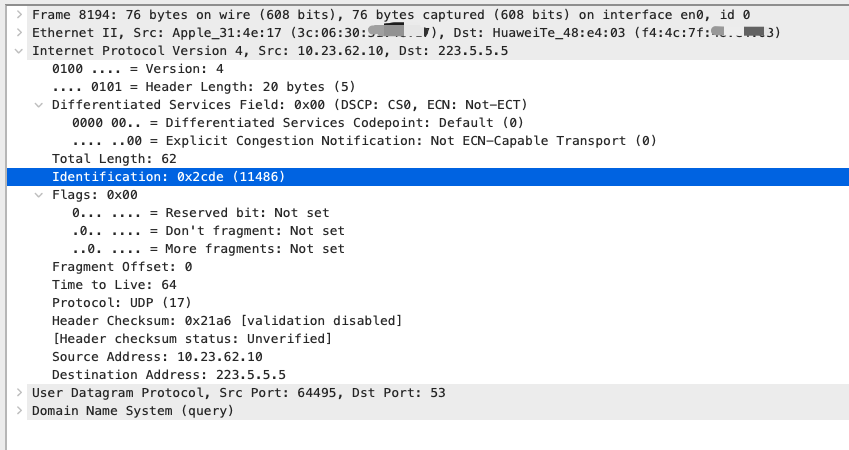 Frame 8194: 76 bytes on wire (608 bits), 76 bytes captured (608 bits) on interface en0, id 0
Ethernet II, Src: Apple_31:4e:17 (3c:06:30: ), Dst: HuaweiTe_48:e4:03 (f4:4c:7f: 3)
Internet Protocol Version 4, Src: 10.23.62.10, Dst: 223.5.5.5
0100 .... = Version: 4
.... 0101 = Header Length: 20 bytes (5)
Differentiated Services Field: 0x00 (DSCP: CS0, ECN: Not-ECT)
0000 00.. = Differentiated Services Codepoint: Default (0)
.... ..00 = Explicit Congestion Notification: Not ECN-Capable Transport (0)
Total Length: 62
Identification: 0x2cde (11486)
Flags: 0x00
0... .... = Reserved bit: Not set
.0.. .... = Don't fragment: Not set
..0. .... = More fragments: Not set
Fragment Offset: 0
Time to Live: 64
Protocol: UDP (17)
Header Checksum: 0x21a6 [validation disabled]
[Header checksum status: Unverified]
Source Address: 10.23.62.10
Destination Address: 223.5.5.5
User Datagram Protocol, Src Port: 64495, Dst Port: 53
Domain Name System (query)